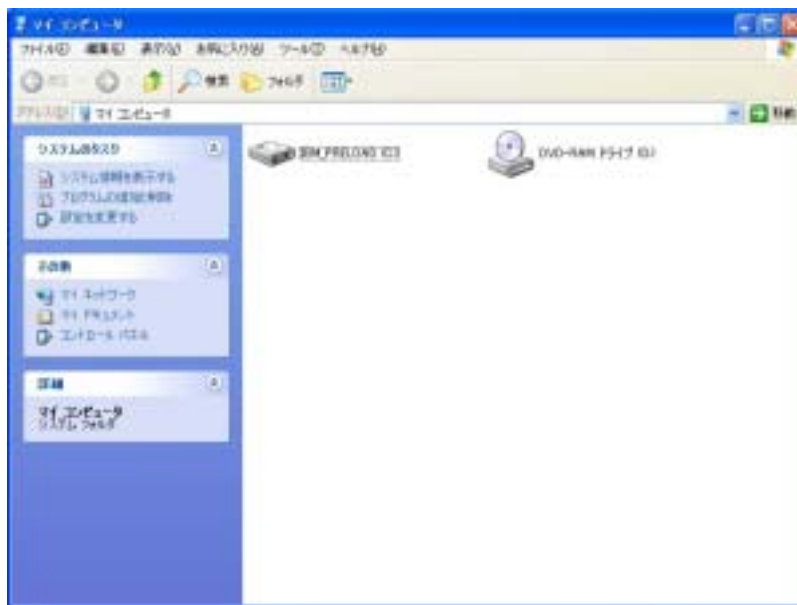 マイ コンピュータ
ファイル(F) 編集(E) 表示(V) お気に入り(A) ツール(T) ヘルプ(H)
検索 フォルダ
アドレス(D) マイ コンピュータ 移動
システムのタスク
IBM_PRELOAD (C:)
DVD-RAM ドライブ (D:)
システム情報を表示する
プログラムの追加と削除
設定を変更する
その他
マイ ネットワーク
マイ ドキュメント
コントロール パネル
詳細
マイ コンピュータ
システム フォルダ